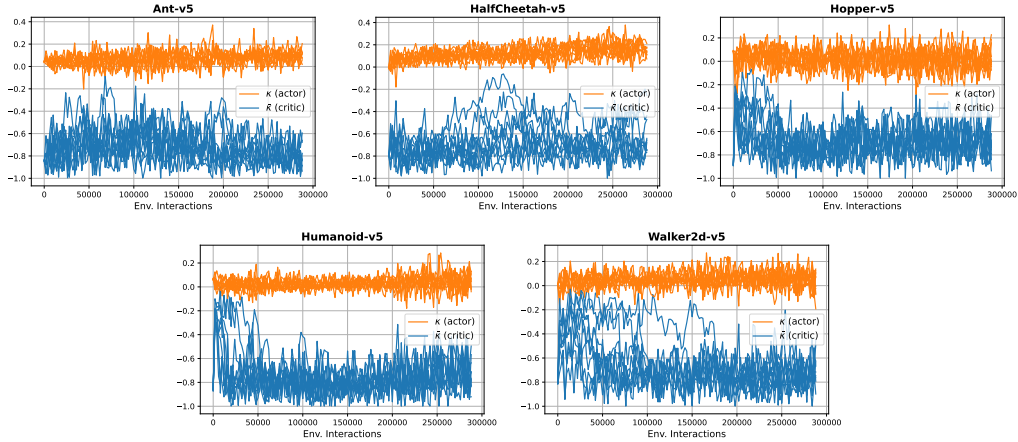 Ant-v5
0.4
0.2
0.0
−0.2
−0.4
−0.6
−0.8
−1.0
κ (actor)
κ̄ (critic)
0 50000 100000 150000 200000 250000 300000
Env. Interactions
HalfCheetah-v5
0.4
0.2
0.0
−0.2
−0.4
−0.6
−0.8
−1.0
κ (actor)
κ̄ (critic)
0 50000 100000 150000 200000 250000 300000
Env. Interactions
Hopper-v5
0.2
0.0
−0.2
−0.4
−0.6
−0.8
−1.0
κ (actor)
κ̄ (critic)
0 50000 100000 150000 200000 250000 300000
Env. Interactions
Humanoid-v5
0.2
0.0
−0.2
−0.4
−0.6
−0.8
−1.0
κ (actor)
κ̄ (critic)
0 50000 100000 150000 200000 250000 300000
Env. Interactions
Walker2d-v5
0.2
0.0
−0.2
−0.4
−0.6
−0.8
−1.0
κ (actor)
κ̄ (critic)
0 50000 100000 150000 200000 250000 300000
Env. Interactions